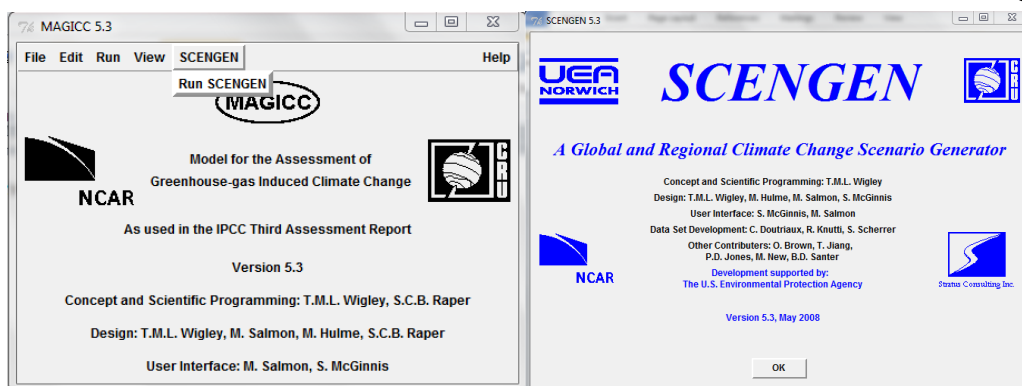 MAGICC 5.3
File Edit Run View SCENGEN Help
Run SCENGEN
MAGICC
NCAR
Model for the Assessment of
Greenhouse-gas Induced Climate Change
CRU
As used in the IPCC Third Assessment Report
Version 5.3
Concept and Scientific Programming: T.M.L. Wigley, S.C.B. Raper
Design: T.M.L. Wigley, M. Salmon, M. Hulme, S.C.B. Raper
User Interface: M. Salmon, S. McGinnis
SCENGEN 5.3
UEA
NORWICH
SCENGEN
CRU
A Global and Regional Climate Change Scenario Generator
Concept and Scientific Programming: T.M.L. Wigley
Design: T.M.L. Wigley, M. Hulme, M. Salmon, S. McGinnis
User Interface: S. McGinnis, M. Salmon
Data Set Development: C. Doutriaux, R. Knutti, S. Scherrer
Other Contributers: O. Brown, T. Jiang,
P.D. Jones, M. New, B.D. Santer
Development supported by:
The U.S. Environmental Protection Agency
NCAR
Stratus Consulting Inc.
Version 5.3, May 2008
OK